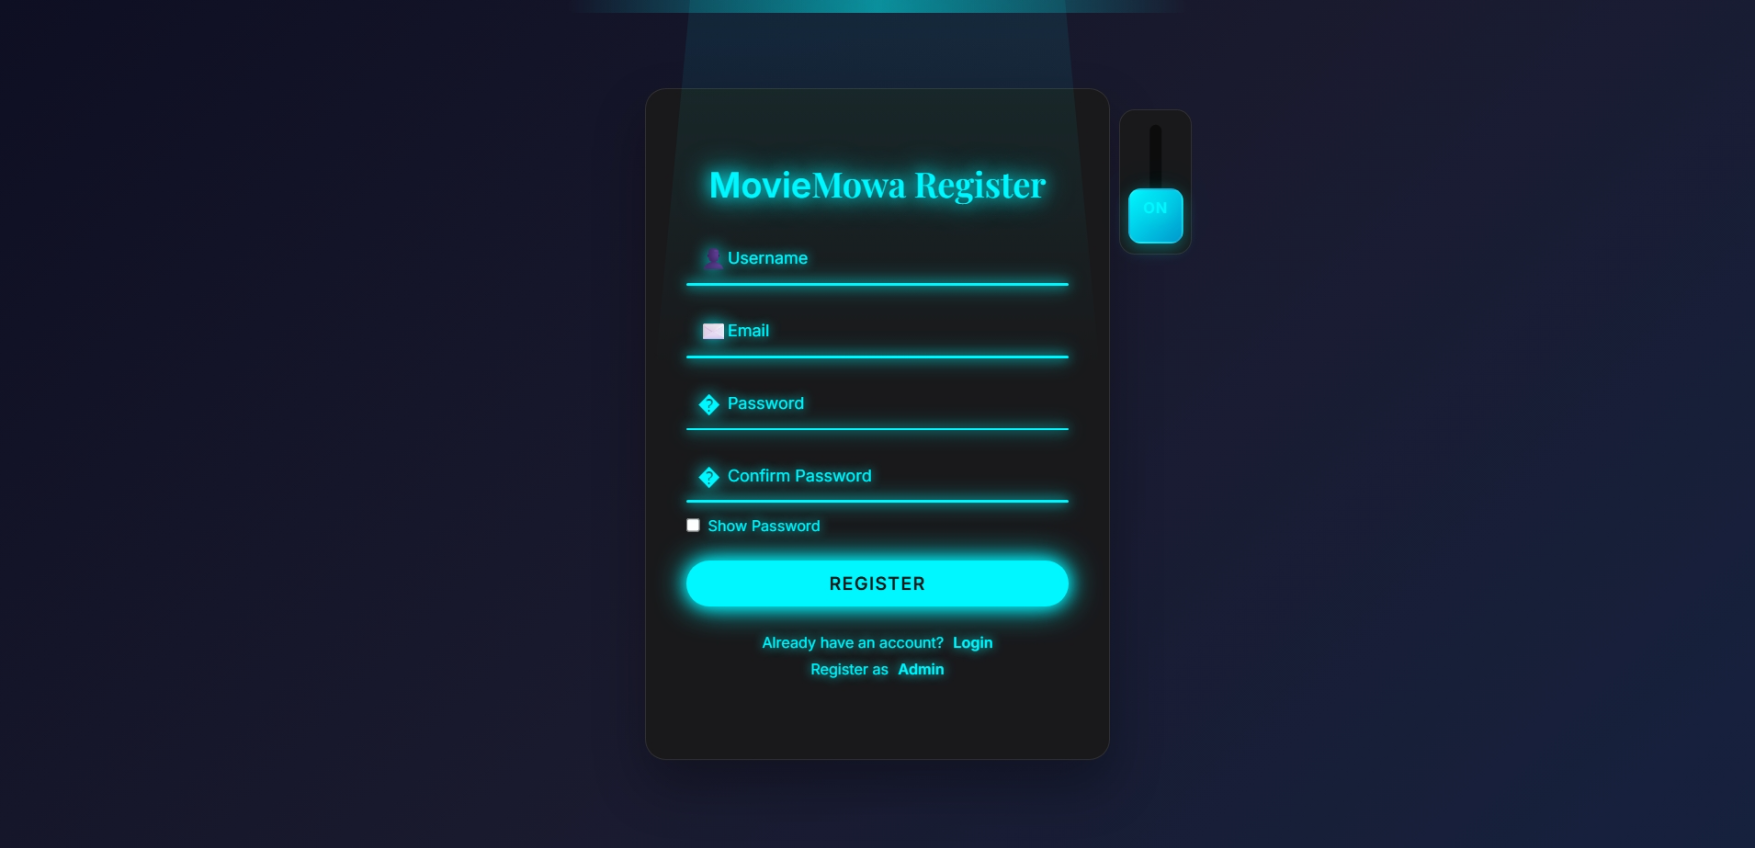 MovieMowa Register
ON
👤 Username
✉️ Email
� Password
� Confirm Password
Show Password
REGISTER
Already have an account? Login
Register as Admin